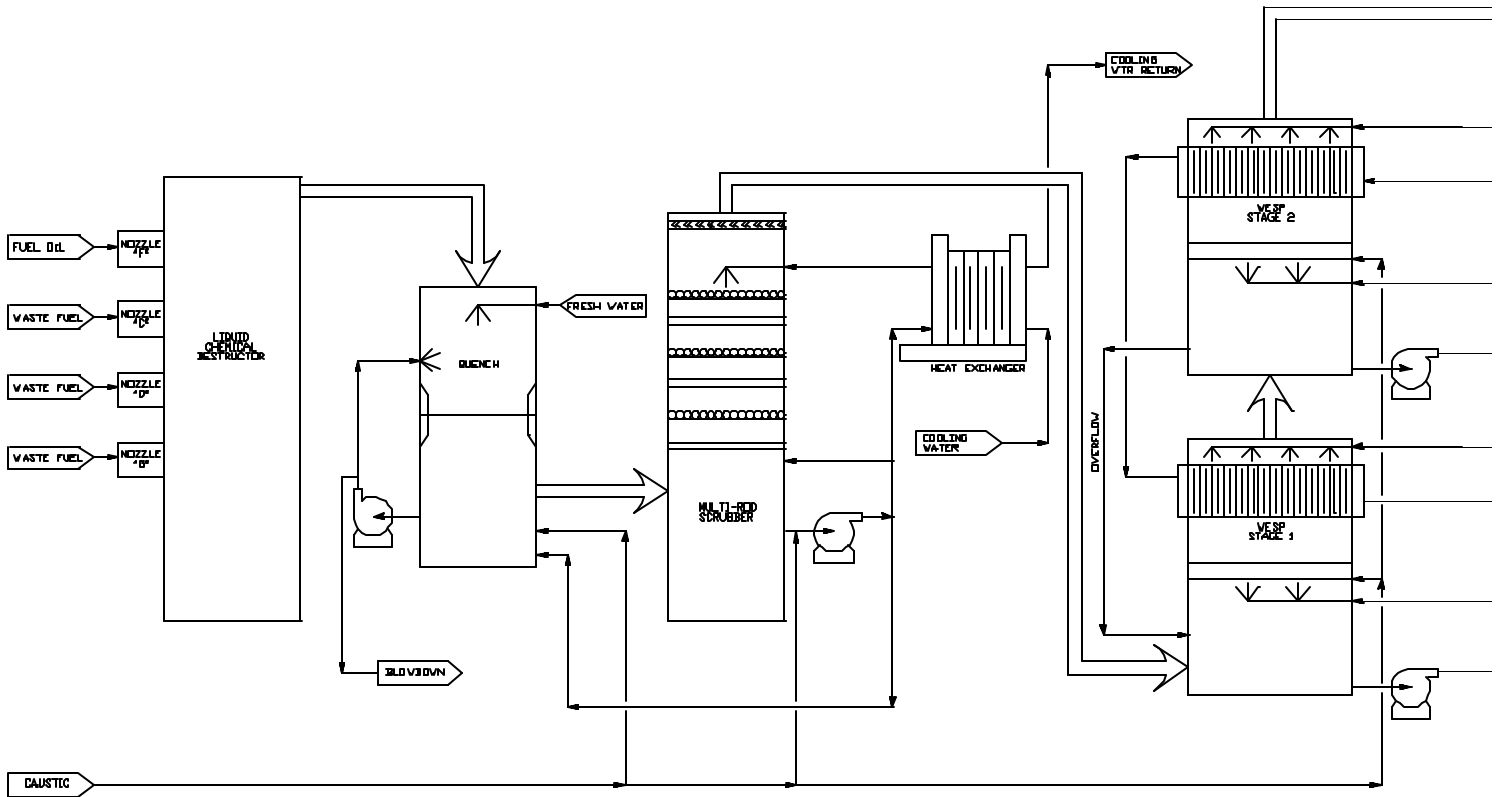 COOLING
WTR RETURN
WESP
STAGE 2
FUEL OIL
NOZZLE
"F"
WASTE FUEL
NOZZLE
"C"
WASTE FUEL
NOZZLE
"D"
WASTE FUEL
NOZZLE
LIQUID
CHEMICAL
DESTRUCTOR
FRESH WATER
QUENCH
HEAT EXCHANGER
COOLING
WATER
OVERFLOW
MULTI-ROD
SCRUBBER
WESP
STAGE 1
BLOWDOWN
CAUSTIC